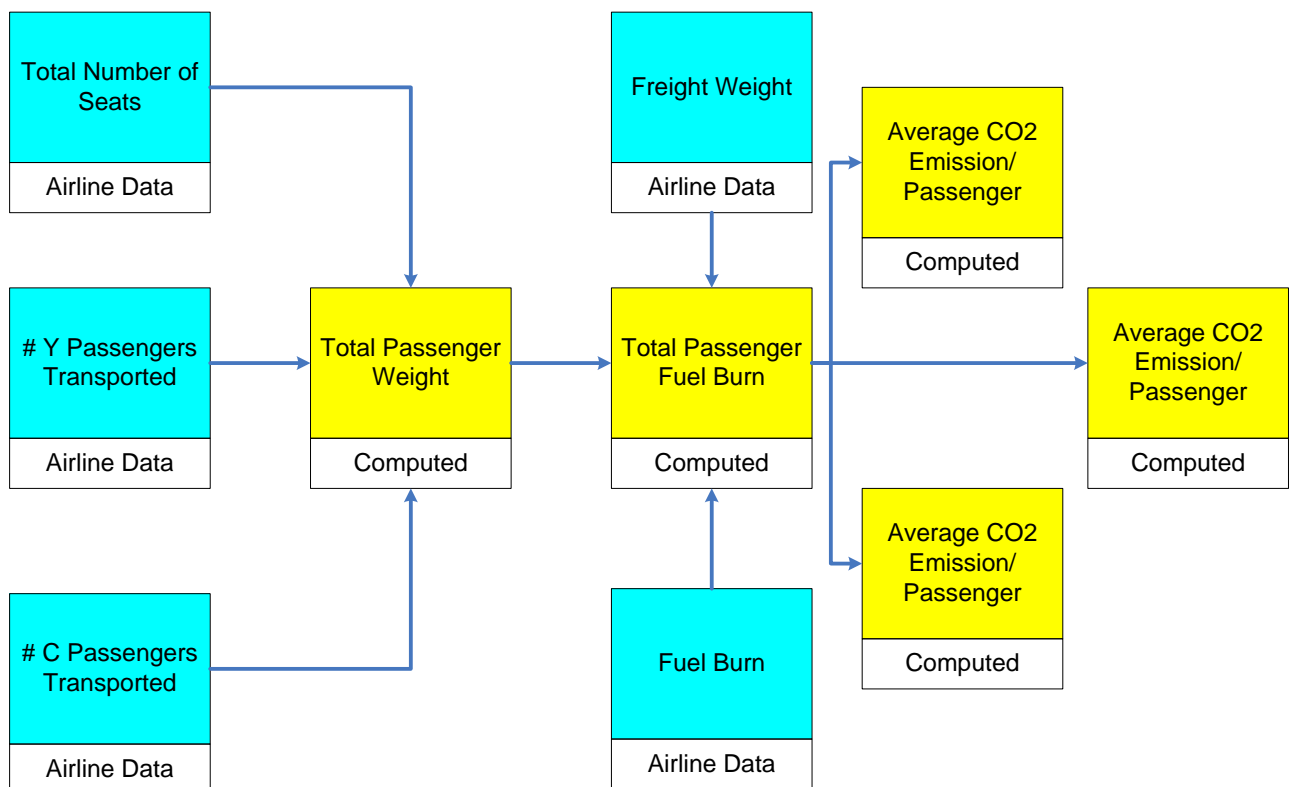 Total Number of
Seats
Airline Data
Freight Weight
Airline Data
Average CO2
Emission/
Passenger
Computed
# Y Passengers
Transported
Airline Data
Total Passenger
Weight
Computed
Total Passenger
Fuel Burn
Computed
Average CO2
Emission/
Passenger
Computed
# C Passengers
Transported
Airline Data
Fuel Burn
Airline Data
Average CO2
Emission/
Passenger
Computed